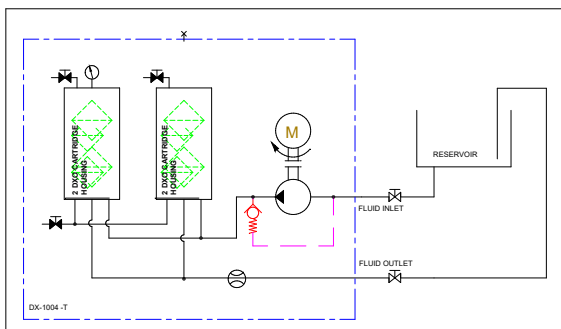 2 DXO CARTRIDGE
HOUSING
2 DXO CARTRIDGE
HOUSING
M
RESERVOIR
FLUID INLET
FLUID OUTLET
DX-1004 -T